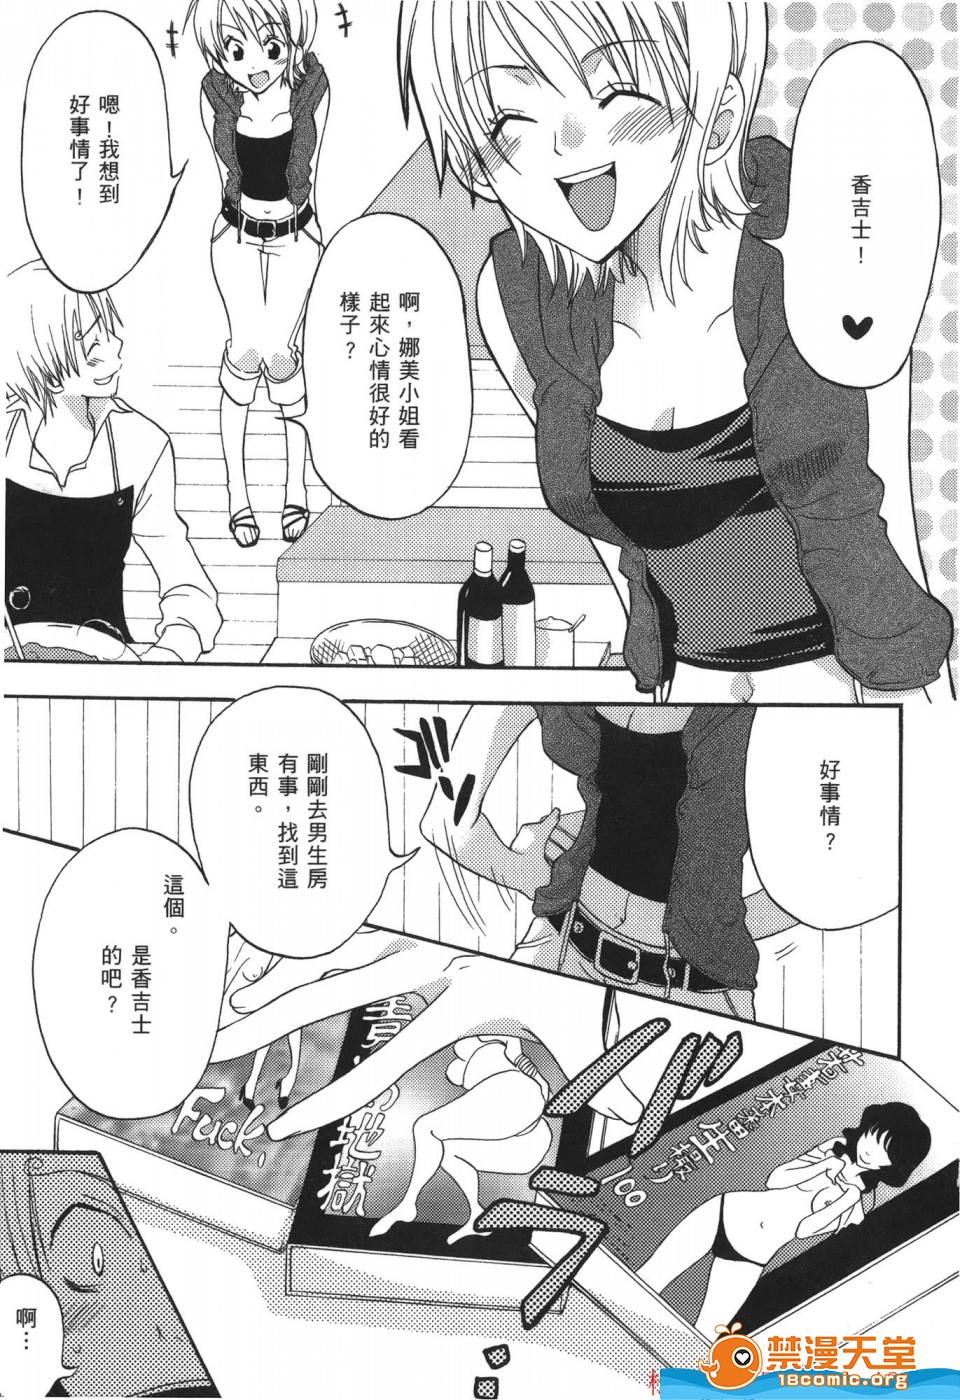 香吉士！♥
啊，娜美小姐看
起來心情很好的
樣子？
嗯！我想到
好事情了！
好事情？
剛剛去男生房
有事，找到這
東西。
這個。
是香吉士
的吧？
Fuck.
地獄
100
啊…
禁漫天堂
18comic.org